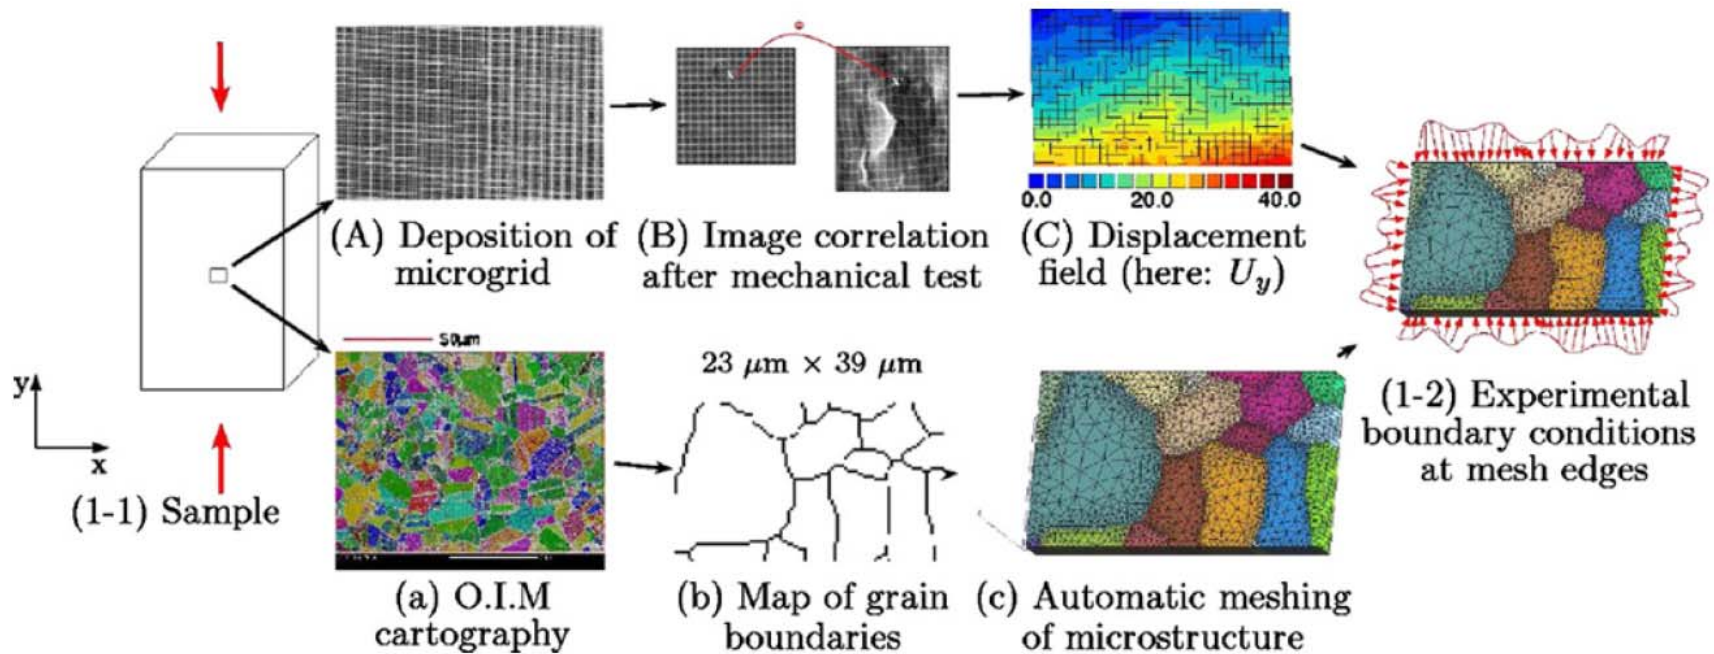 (A) Deposition of
microgrid
(B) Image correlation
after mechanical test
0.0 20.0 40.0
(C) Displacement
field (here: U_y)
y
x
(1-1) Sample
50μm
(a) O.I.M
cartography
23 μm × 39 μm
(b) Map of grain
boundaries
(c) Automatic meshing
of microstructure
(1-2) Experimental
boundary conditions
at mesh edges